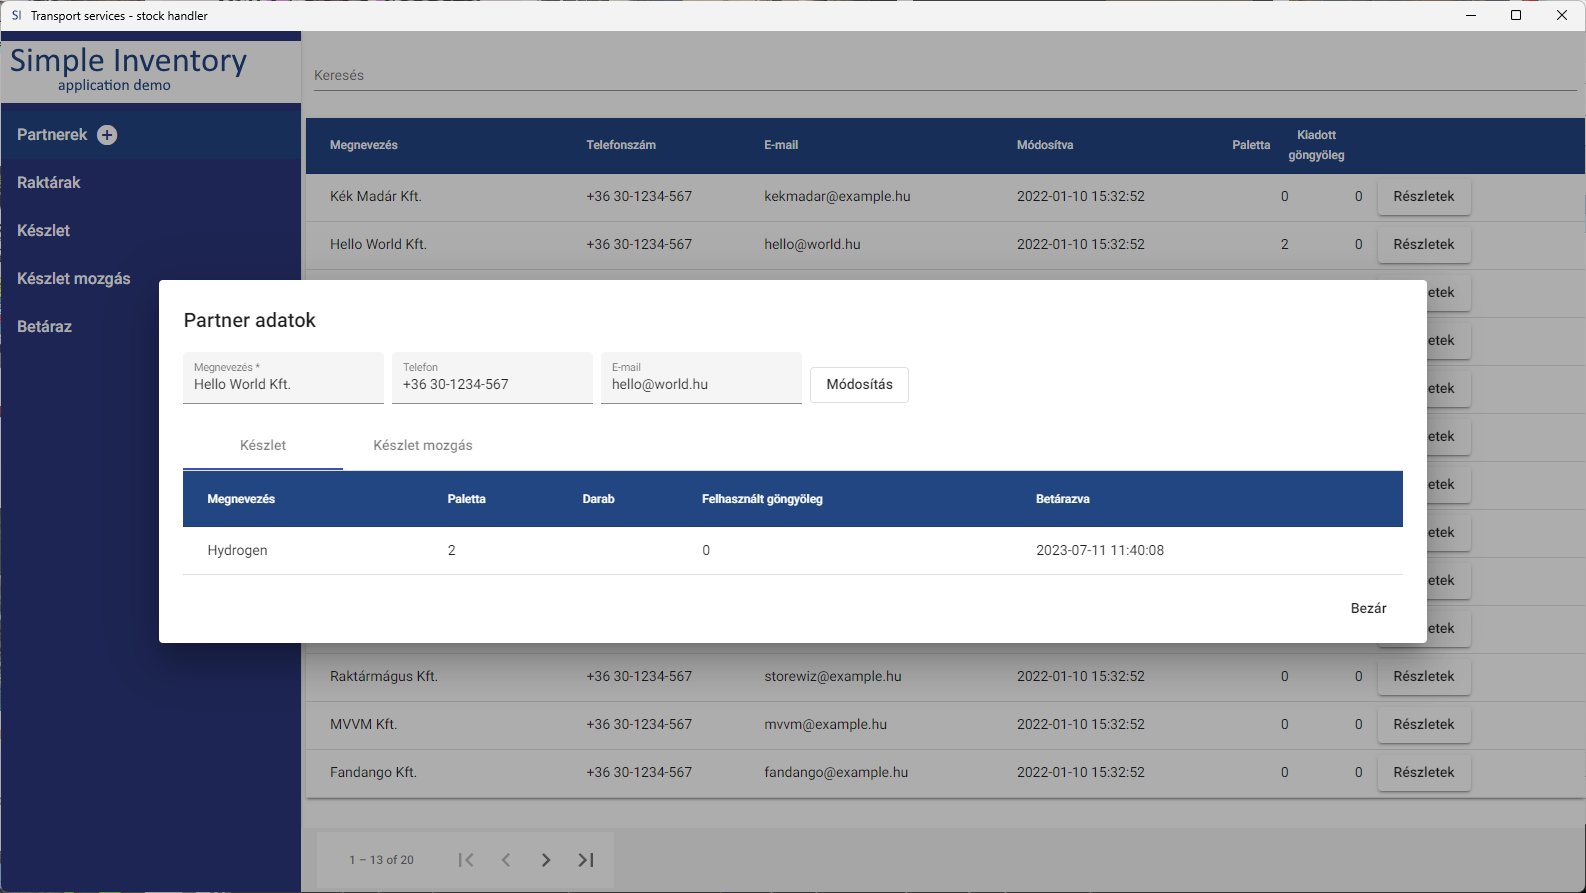 SI Transport services - stock handler
Simple Inventory
application demo
Partnerek
Raktárak
Készlet
Készlet mozgás
Betáraz
Keresés
Megnevezés Telefonszám E-mail Módosítva Paletta Kiadott göngyöleg
Kék Madár Kft. +36 30-1234-567 kekmadar@example.hu 2022-01-10 15:32:52 0 0 Részletek
Hello World Kft. +36 30-1234-567 hello@world.hu 2022-01-10 15:32:52 2 0 Részletek
etek
etek
etek
etek
etek
etek
etek
etek
Partner adatok
Megnevezés * Telefon E-mail
Hello World Kft. +36 30-1234-567 hello@world.hu Módosítás
Készlet Készlet mozgás
Megnevezés Paletta Darab Felhasznált göngyöleg Betárazva
Hydrogen 2 0 2023-07-11 11:40:08
Bezár
Raktármágus Kft. +36 30-1234-567 storewiz@example.hu 2022-01-10 15:32:52 0 0 Részletek
MVVM Kft. +36 30-1234-567 mvvm@example.hu 2022-01-10 15:32:52 0 0 Részletek
Fandango Kft. +36 30-1234-567 fandango@example.hu 2022-01-10 15:32:52 0 0 Részletek
1 – 13 of 20